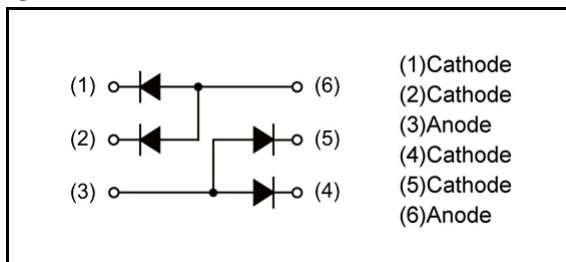 (1)
(6)
(2)
(5)
(3)
(4)
(1)Cathode
(2)Cathode
(3)Anode
(4)Cathode
(5)Cathode
(6)Anode